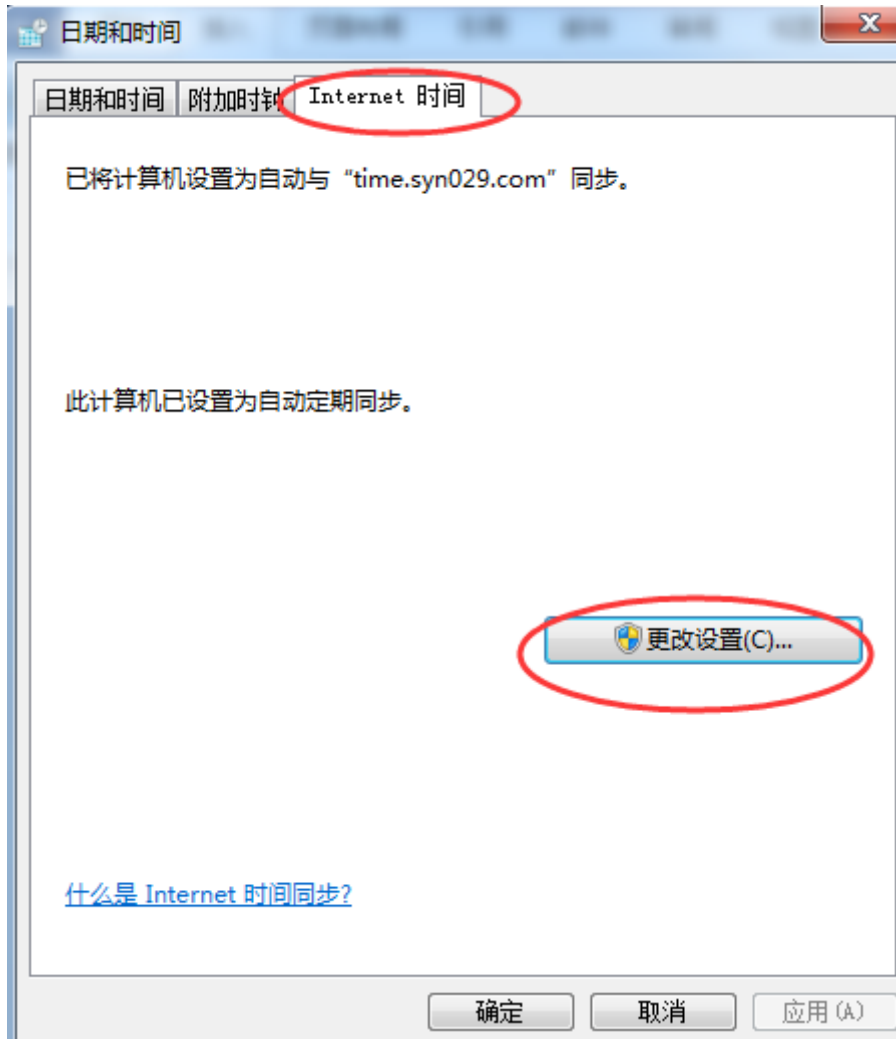 日期和时间
日期和时间 附加时钟 Internet 时间
已将计算机设置为自动与“time.syn029.com”同步。
此计算机已设置为自动定期同步。
更改设置(C)...
什么是 Internet 时间同步?
确定 取消 应用(A)